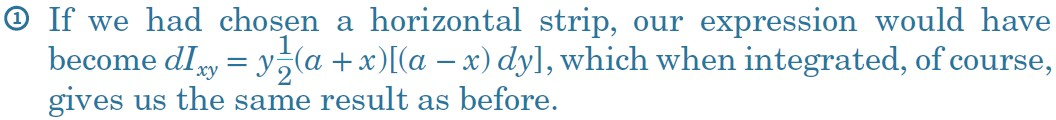 ① If we had chosen a horizontal strip, our expression would have
become dI_xy = y 1/2 (a + x)[(a − x) dy], which when integrated, of course,
gives us the same result as before.